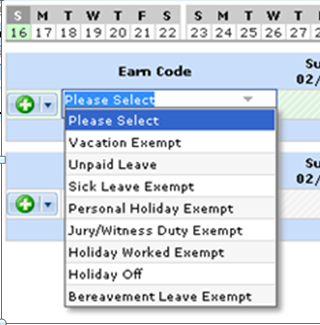 S M T W T F S S M T W T
16 17 18 19 20 21 22 23 24 25 26 27
Earn Code
Su
02/
Please Select
Please Select
Vacation Exempt
Unpaid Leave
Sick Leave Exempt
Personal Holiday Exempt
Jury/Witness Duty Exempt
Holiday Worked Exempt
Holiday Off
Bereavement Leave Exempt
Su
02/